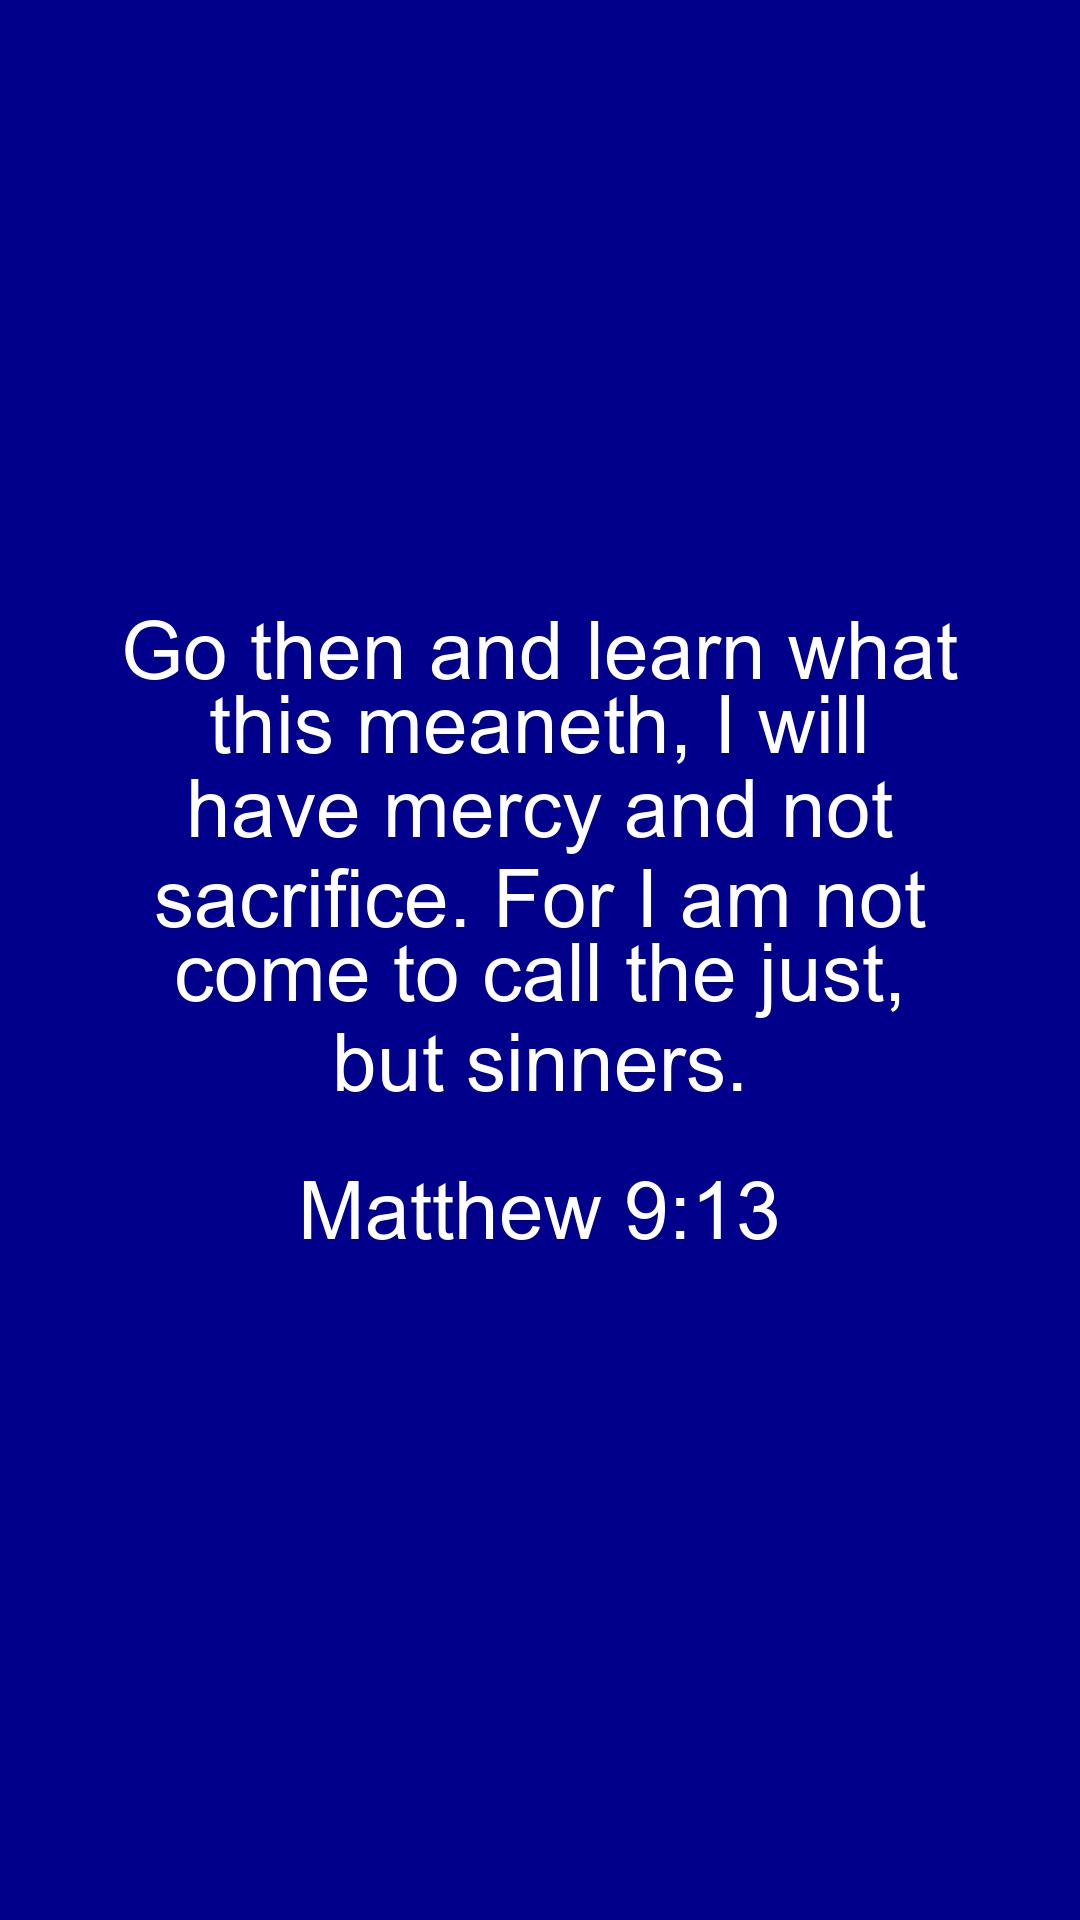 Go then and learn what
this meaneth, I will
have mercy and not
sacrifice. For I am not
come to call the just,
but sinners.
Matthew 9:13